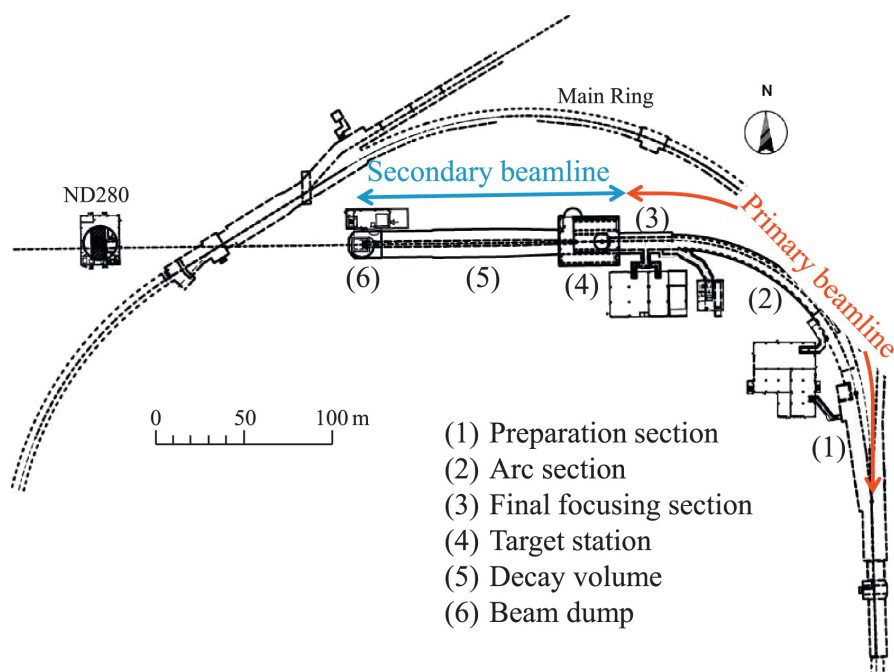 Main Ring
N
Secondary beamline
ND280
Primary beamline
(3)
(6)
(5)
(4)
(2)
(1)
0 50 100 m
(1) Preparation section
(2) Arc section
(3) Final focusing section
(4) Target station
(5) Decay volume
(6) Beam dump